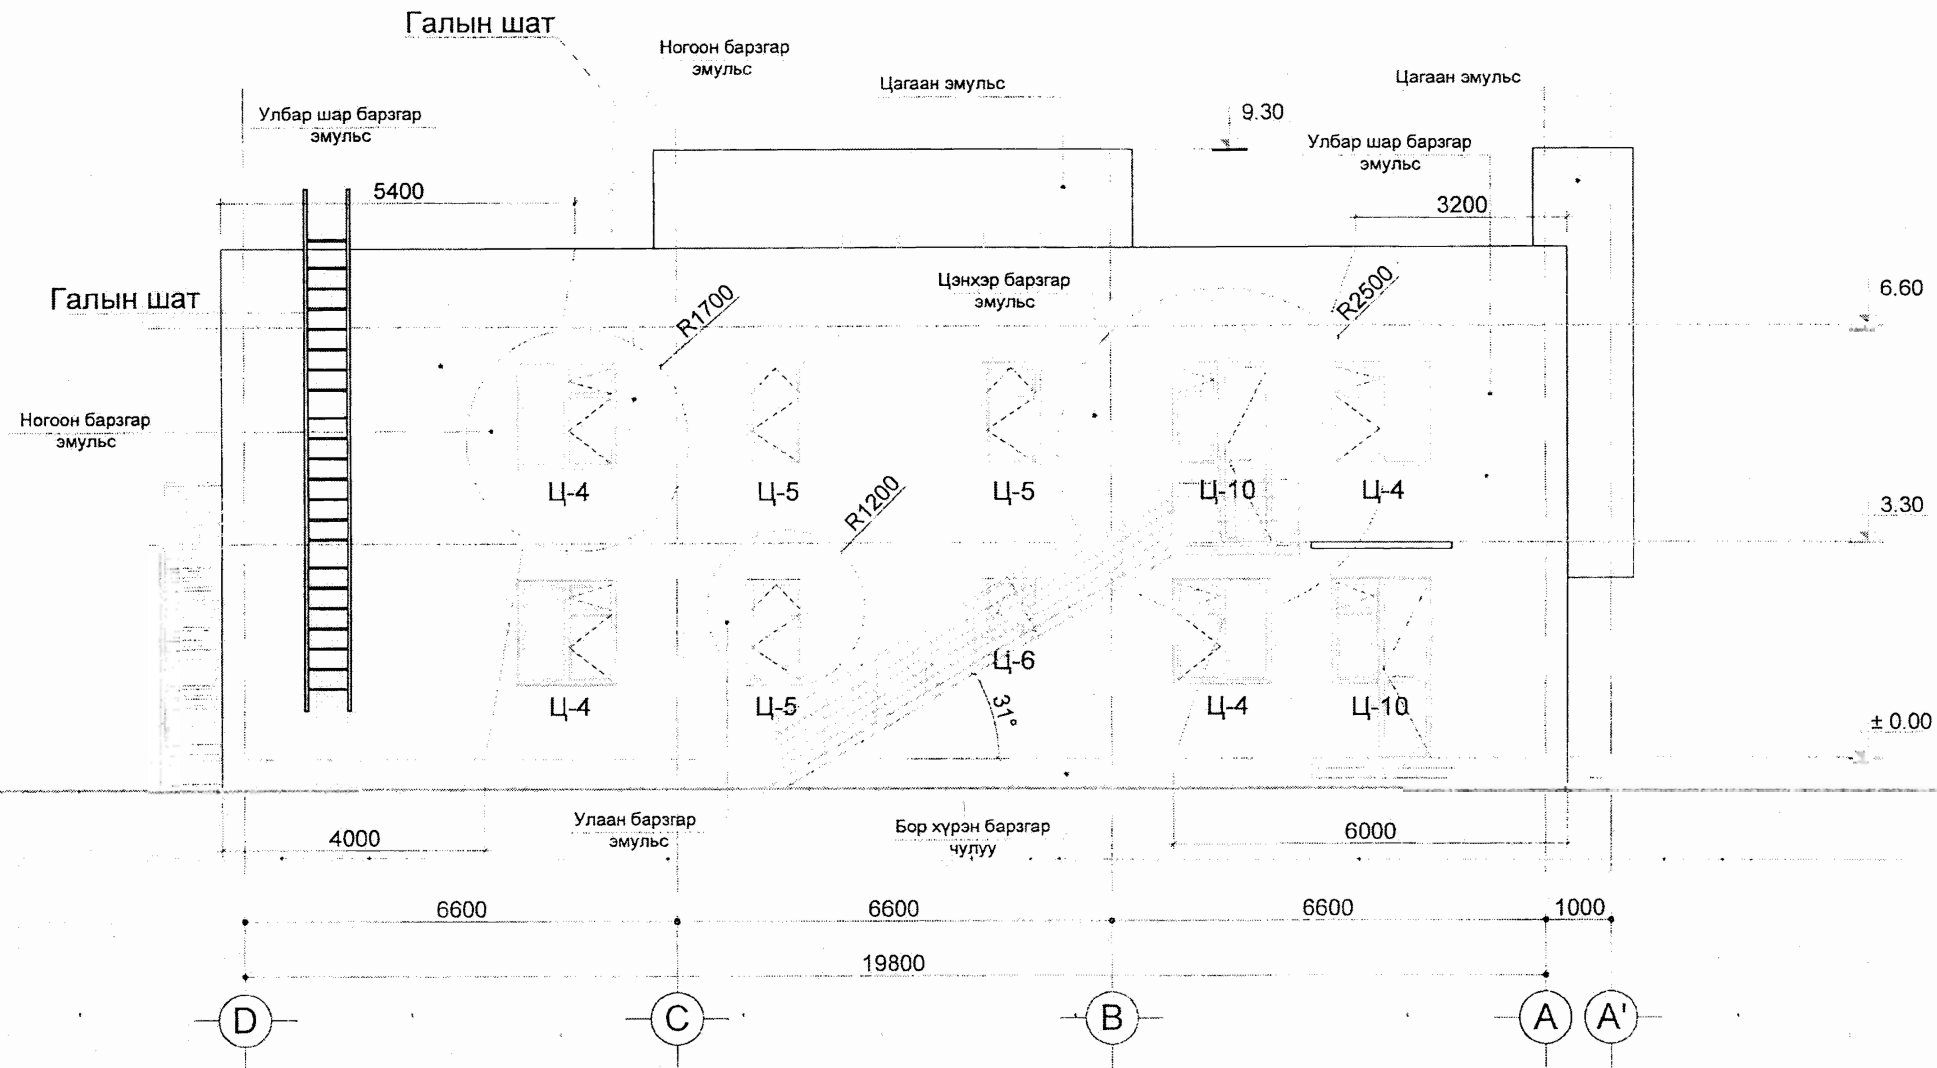 Галын шат
Ногоон барзгар
эмульс
Цагаан эмульс
Цагаан эмульс
Улбар шар барзгар
эмульс
9.30
Улбар шар барзгар
эмульс
5400
3200
Галын шат
Цэнхэр барзгар
эмульс
R1700
R2500
6.60
Ногоон барзгар
эмульс
Ц-4
Ц-5
Ц-5
Ц-10
Ц-4
R1200
3.30
Ц-6
Ц-4
Ц-5
31°
Ц-4
Ц-10
± 0.00
4000
Улаан барзгар
эмульс
Бор хүрэн барзгар
чулуу
6000
6600
6600
6600
1000
19800
D
C
B
A
A'